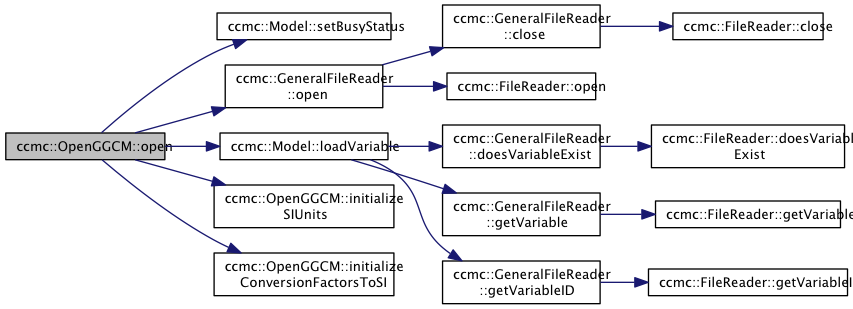 ccmc::OpenGGCM::open
ccmc::Model::setBusyStatus
ccmc::GeneralFileReader
::open
ccmc::Model::loadVariable
ccmc::OpenGGCM::initialize
SIUnits
ccmc::OpenGGCM::initialize
ConversionFactorsToSI
ccmc::GeneralFileReader
::close
ccmc::FileReader::open
ccmc::GeneralFileReader
::doesVariableExist
ccmc::GeneralFileReader
::getVariable
ccmc::GeneralFileReader
::getVariableID
ccmc::FileReader::close
ccmc::FileReader::doesVariable
Exist
ccmc::FileReader::getVariable
ccmc::FileReader::getVariableI